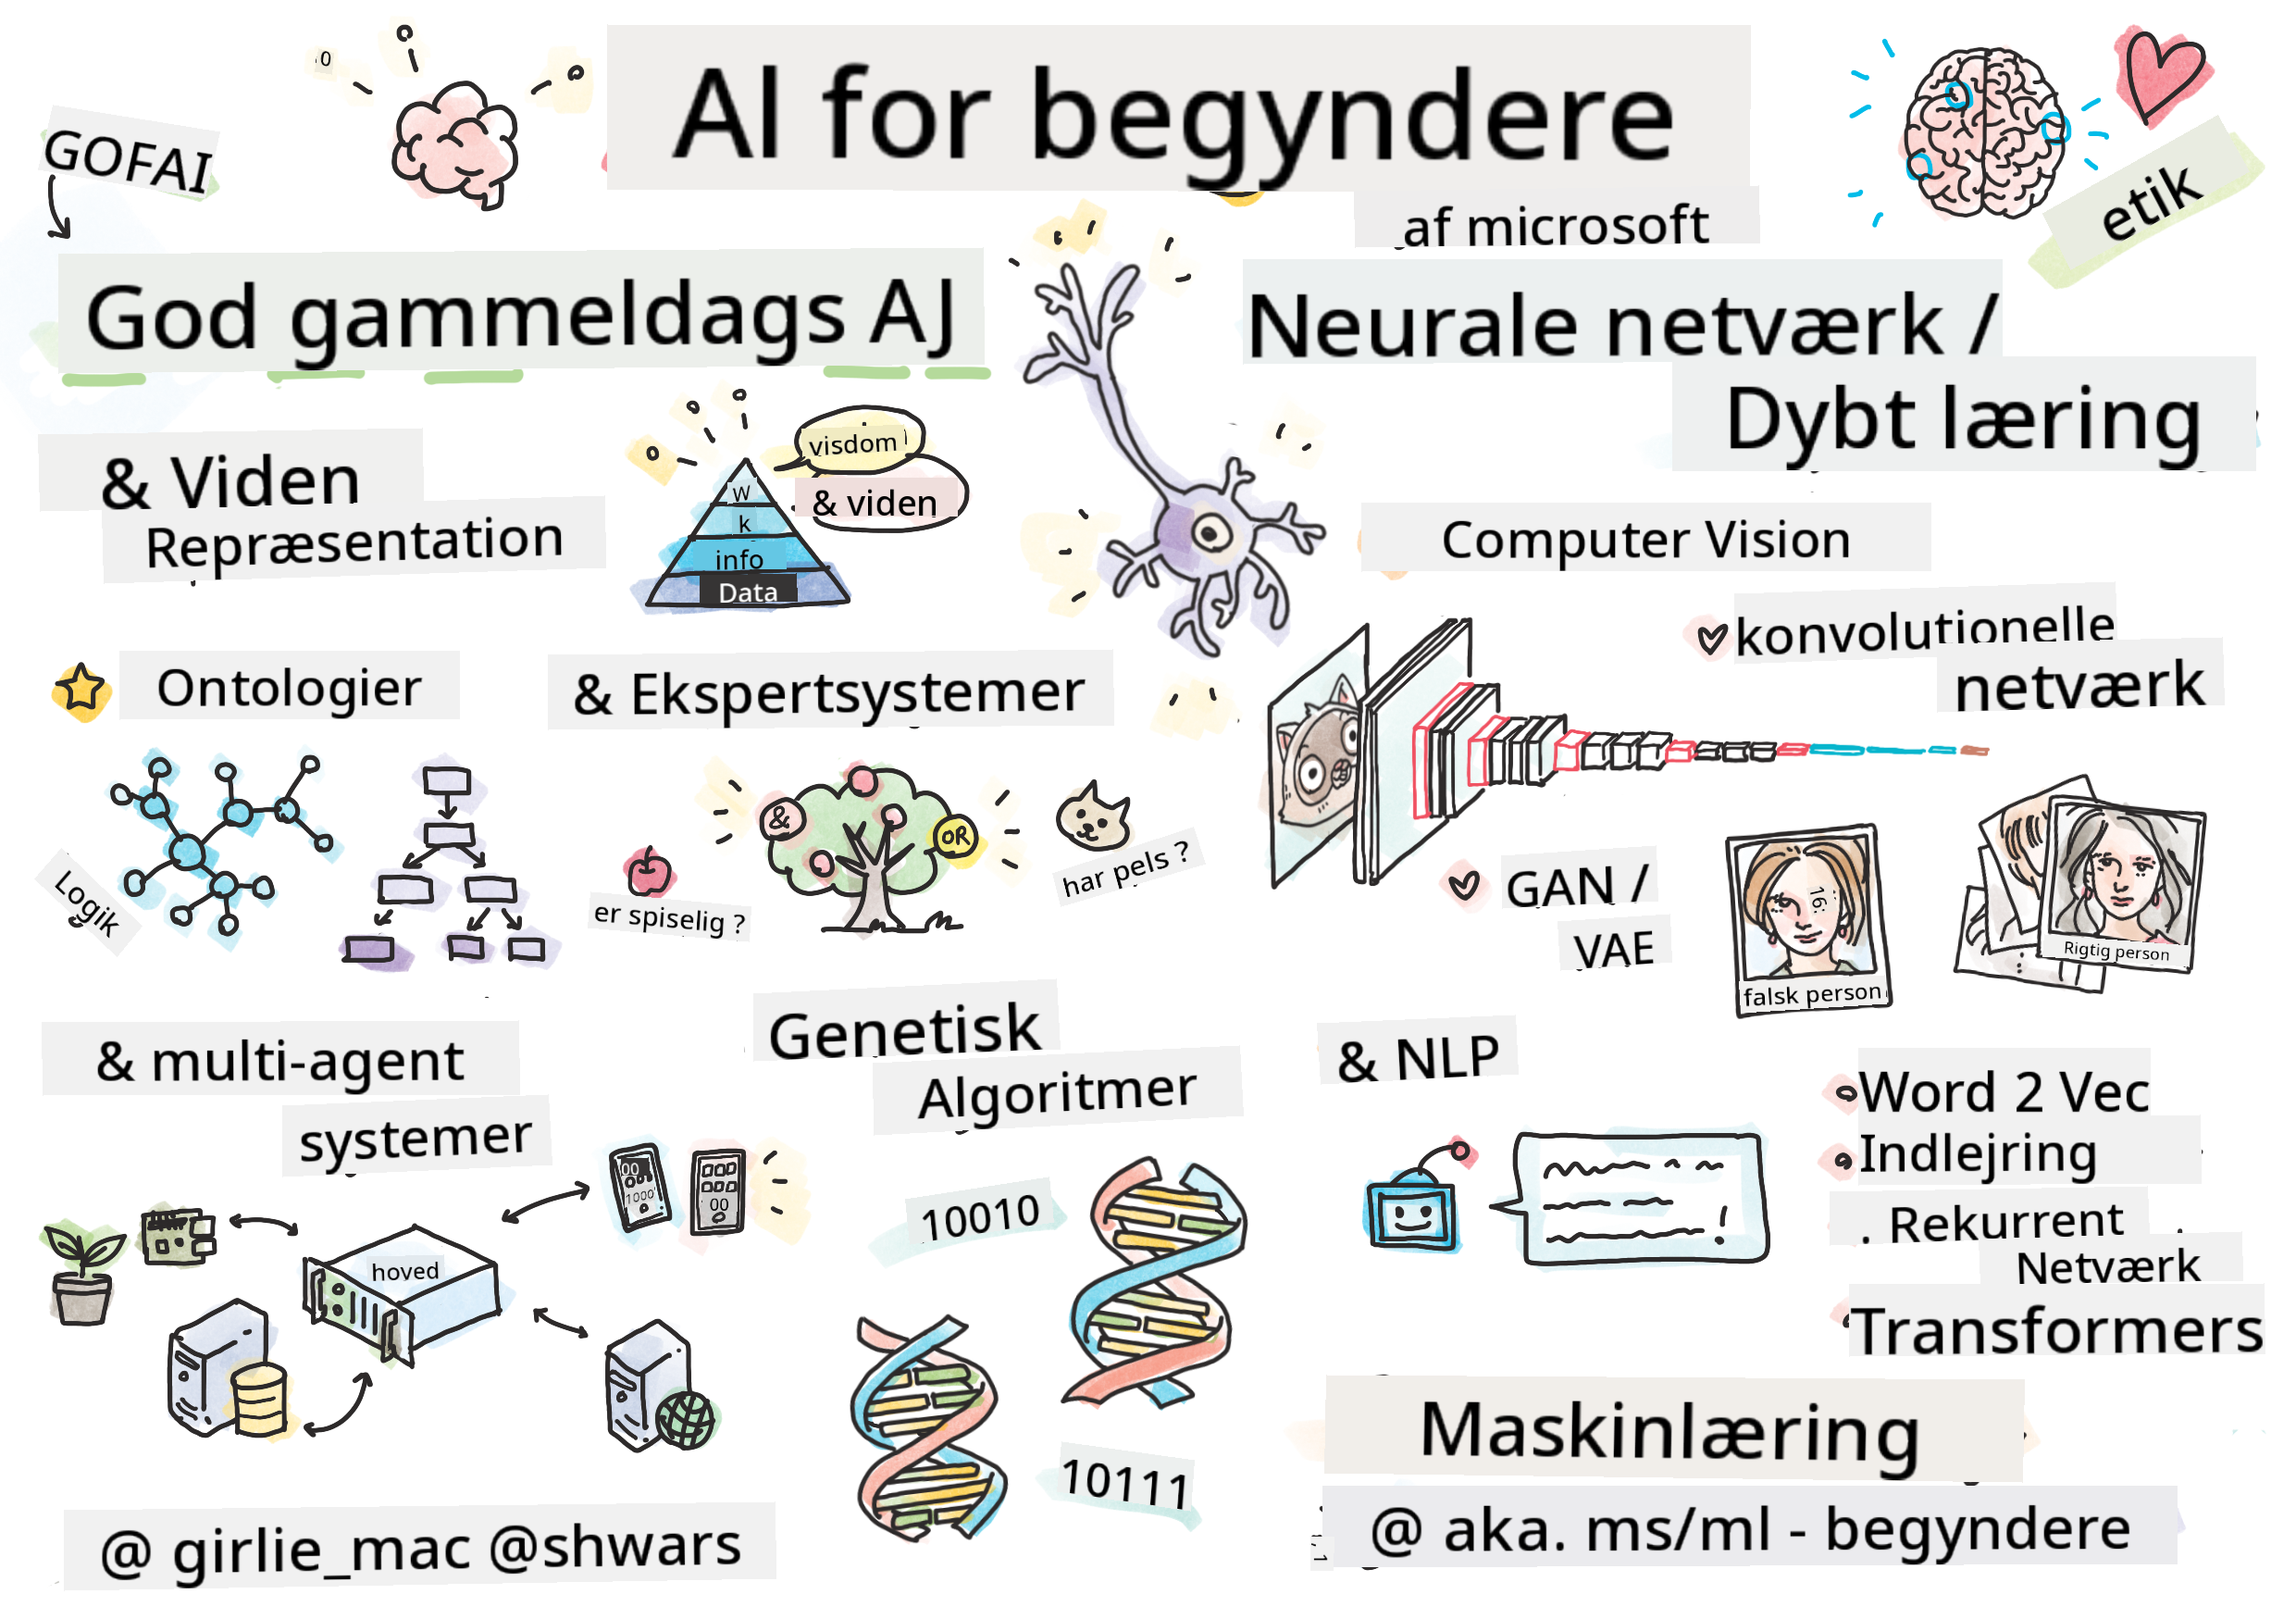 AI for begyndere
af microsoft
GOFAI
etik
God gammeldags AJ
& Viden
Repræsentation
visdom
& viden
W
k
info
Data
Ontologier
Logik
& Ekspertsystemer
&
OR
er spiselig ?
har pels ?
& multi-agent
systemer
hoved
Genetisk
Algoritmer
10010
10111
@ girlie_mac @shwars
Neurale netværk /
Dybt læring
Computer Vision
konvolutionelle
netværk
GAN /
VAE
falsk person
Rigtig person
& NLP
Word 2 Vec
Indlejring
. Rekurrent
Netværk
Transformers
Maskinlæring
@ aka. ms/ml - begyndere